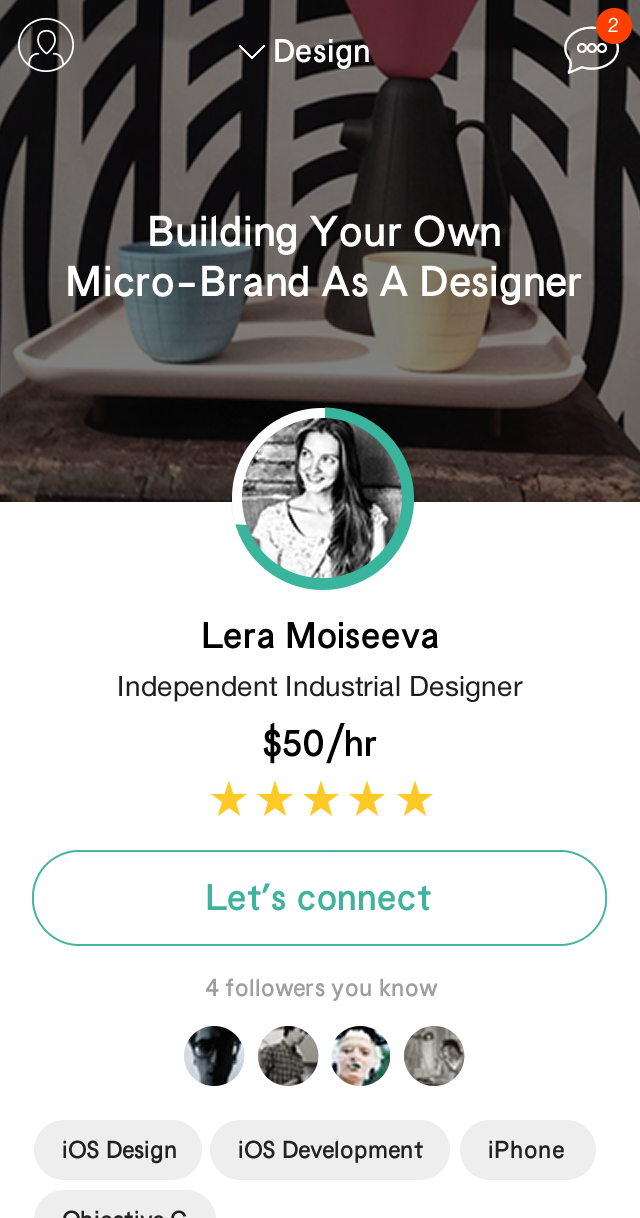 Design
2
Building Your Own
Micro-Brand As A Designer
Lera Moiseeva
Independent Industrial Designer
$50/hr
Let's connect
4 followers you know
iOS Design
iOS Development
iPhone
Objective C